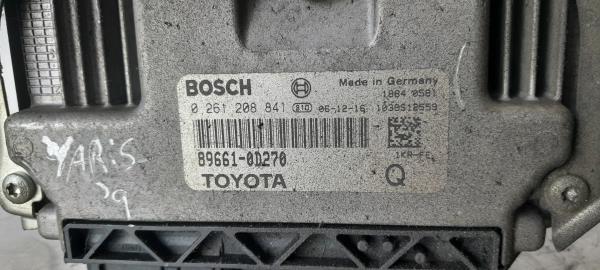 BOSCH Made in Germany
1864 0581
0 261 208 841 210 06-12-16 1039S12559
89661-0D270 1KR-FE
TOYOTA Q
YARIS
09